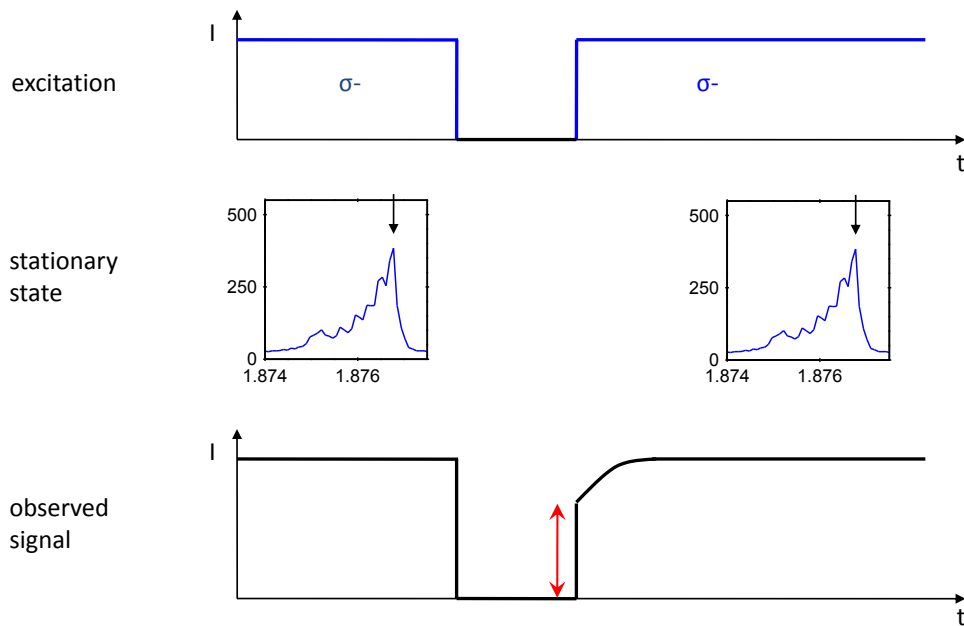 I
excitation
σ-
σ-
t
500
250
0
1.874
1.876
500
250
0
1.874
1.876
stationary
state
I
observed
signal
t